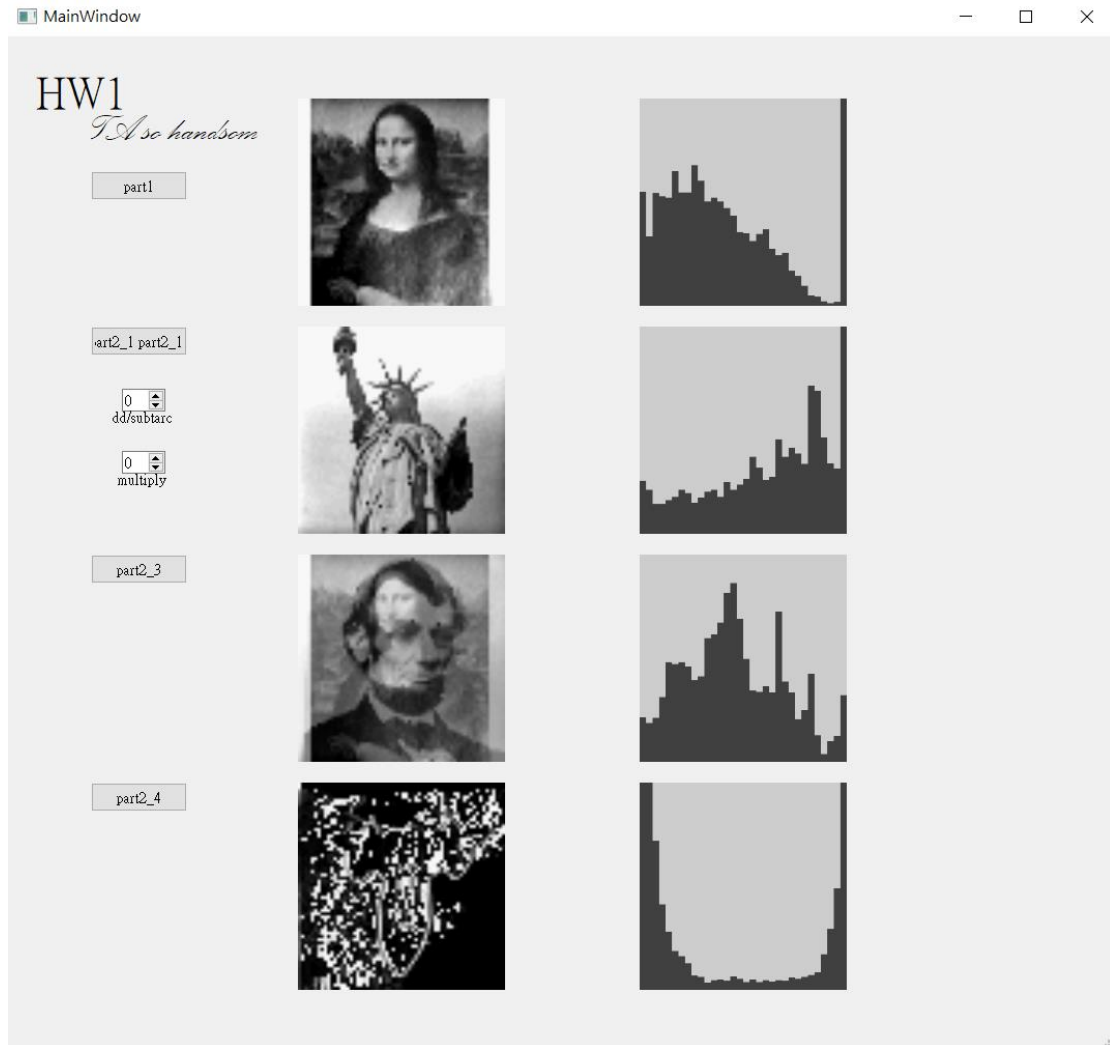 MainWindow
HW1
TA so handsom
part1
art2_1 part2_1
0
dd/subtarc
0
multiply
part2_3
part2_4